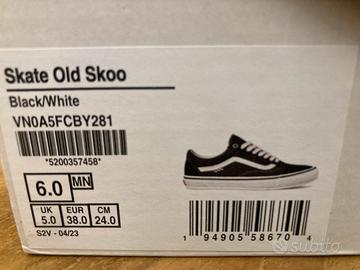 Skate Old Skoo
Black/White
VN0A5FCBY281
*5200357458*
6.0 MN
UK EUR CM
5.0 38.0 24.0
S2V - 04/23
1 94905 58670 4
subito